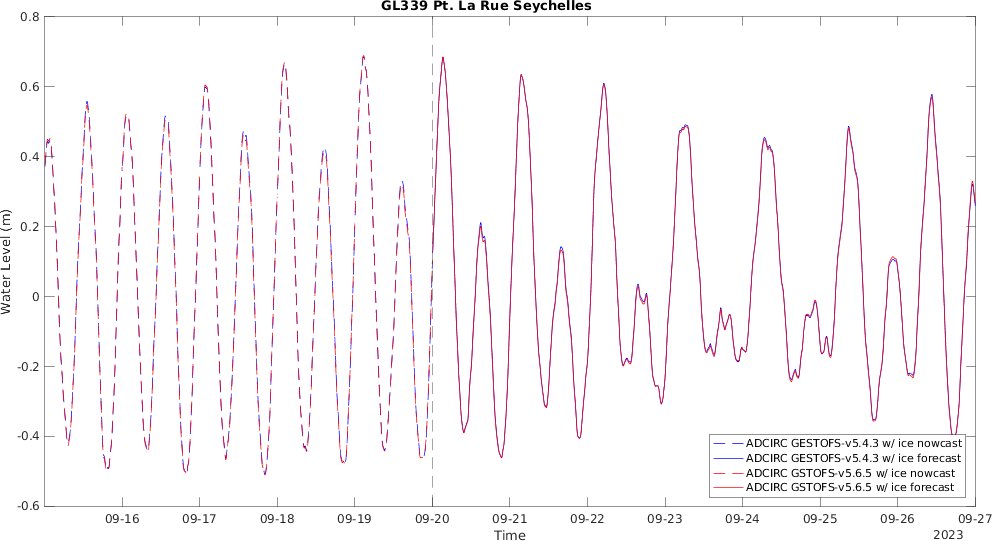 GL339 Pt. La Rue Seychelles
0.8
0.6
0.4
0.2
0
-0.2
-0.4
-0.6
Water Level (m)
ADCIRC GESTOFS-v5.4.3 w/ ice nowcast
ADCIRC GESTOFS-v5.4.3 w/ ice forecast
ADCIRC GSTOFS-v5.6.5 w/ ice nowcast
ADCIRC GSTOFS-v5.6.5 w/ ice forecast
09-16 09-17 09-18 09-19 09-20 09-21 09-22 09-23 09-24 09-25 09-26 09-27
Time
2023